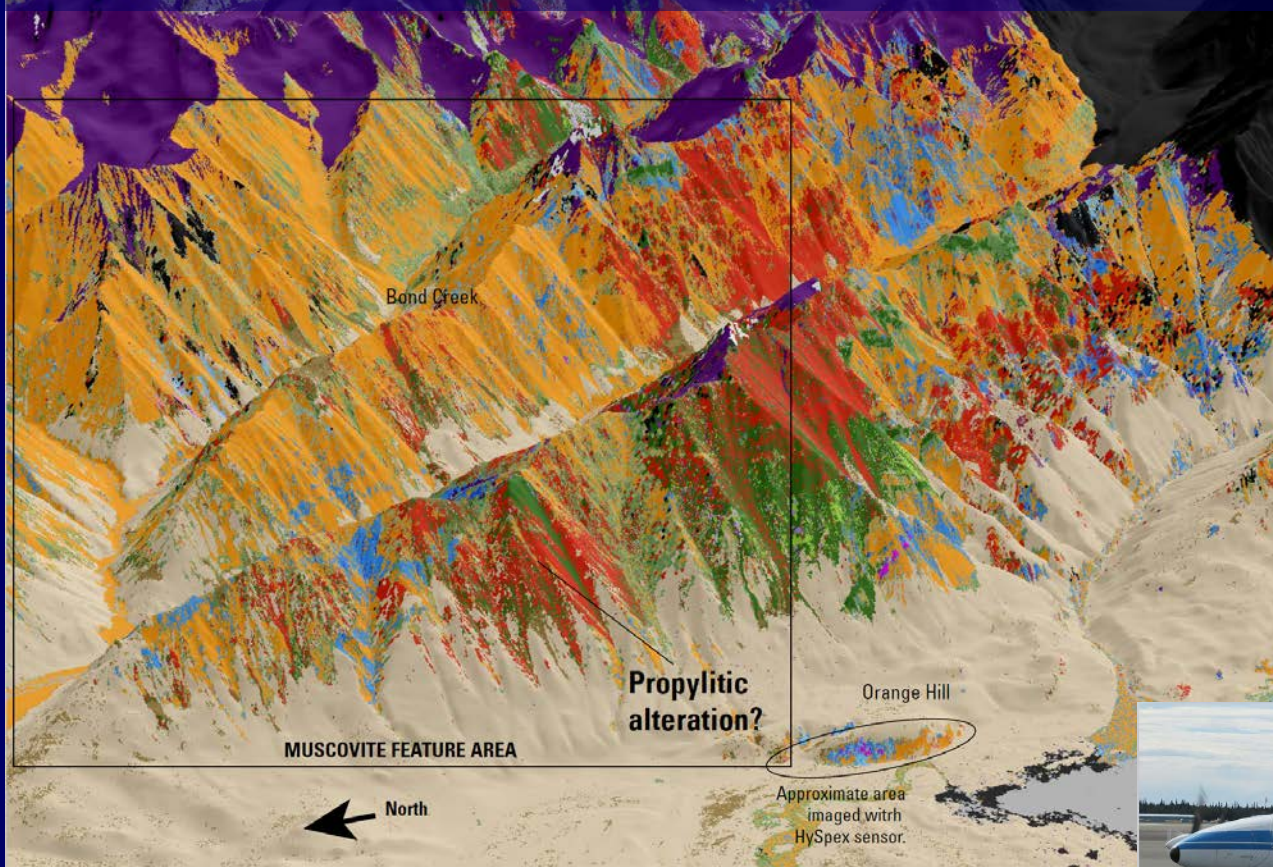 Bond Creek
Propylitic
alteration?
Orange Hill
MUSCOVITE FEATURE AREA
Approximate area
imaged witrh
HySpex sensor.
North